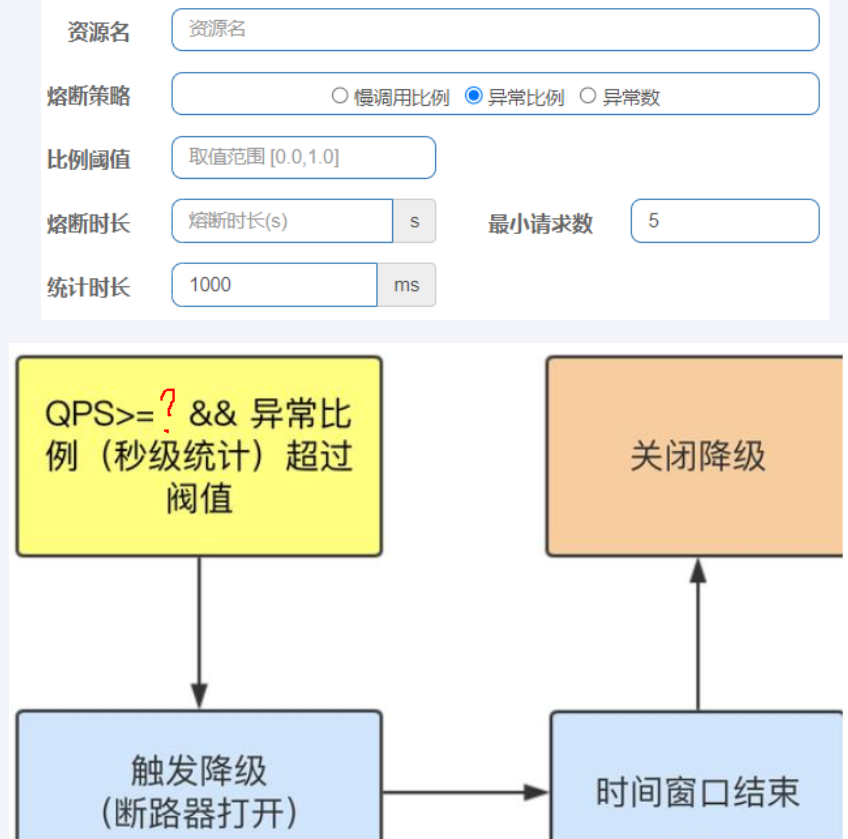 资源名 资源名
熔断策略 慢调用比例 异常比例 异常数
比例阈值 取值范围 [0.0,1.0]
熔断时长 熔断时长(s) s 最小请求数 5
统计时长 1000 ms
QPS>=? && 异常比
例（秒级统计）超过
阀值
关闭降级
触发降级
（断路器打开）
时间窗口结束